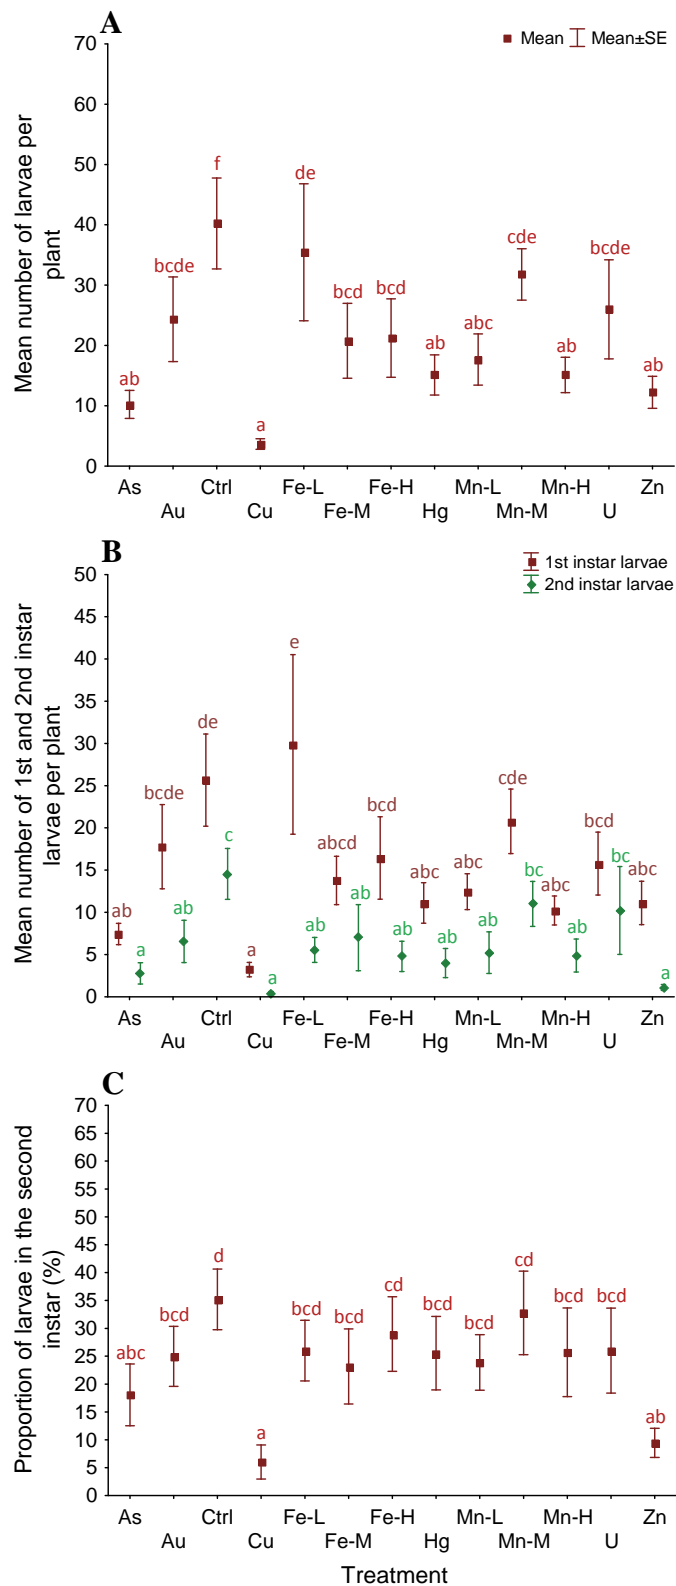 A
Mean Mean±SE
Mean number of larvae per
plant
70
60
50
40
30
20
10
0
ab
bcde
f
a
de
bcd
bcd
ab
abc
cde
ab
bcde
ab
As Ctrl Fe-L Fe-H Mn-L Mn-H Zn
Au Cu Fe-M Hg Mn-M U
B
1st instar larvae
2nd instar larvae
Mean number of 1st and 2nd instar
larvae per plant
50
45
40
35
30
25
20
15
10
5
0
ab
a
bcde
ab
de
c
a
a
e
ab
abcd
ab
bcd
ab
abc
ab
abc
ab
cde
bc
abc
ab
bcd
bc
abc
a
As Ctrl Fe-L Fe-H Mn-L Mn-H Zn
Au Cu Fe-M Hg Mn-M U
C
Proportion of larvae in the second
instar (%)
70
65
60
55
50
45
40
35
30
25
20
15
10
5
0
abc
bcd
d
a
bcd
bcd
cd
bcd
bcd
cd
bcd
bcd
ab
As Ctrl Fe-L Fe-H Mn-L Mn-H Zn
Au Cu Fe-M Hg Mn-M U
Treatment